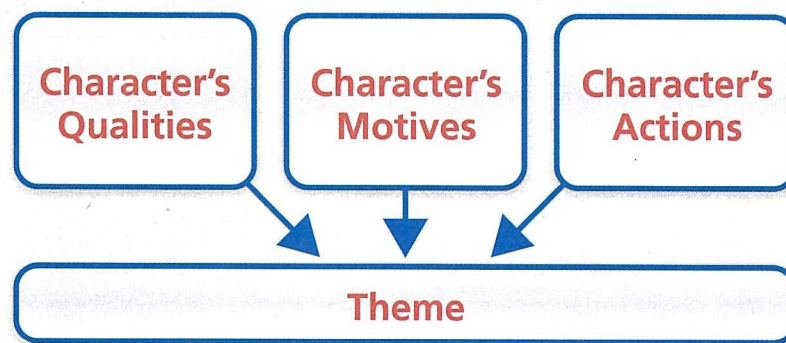 Character's
Qualities
Character's
Motives
Character's
Actions
Theme